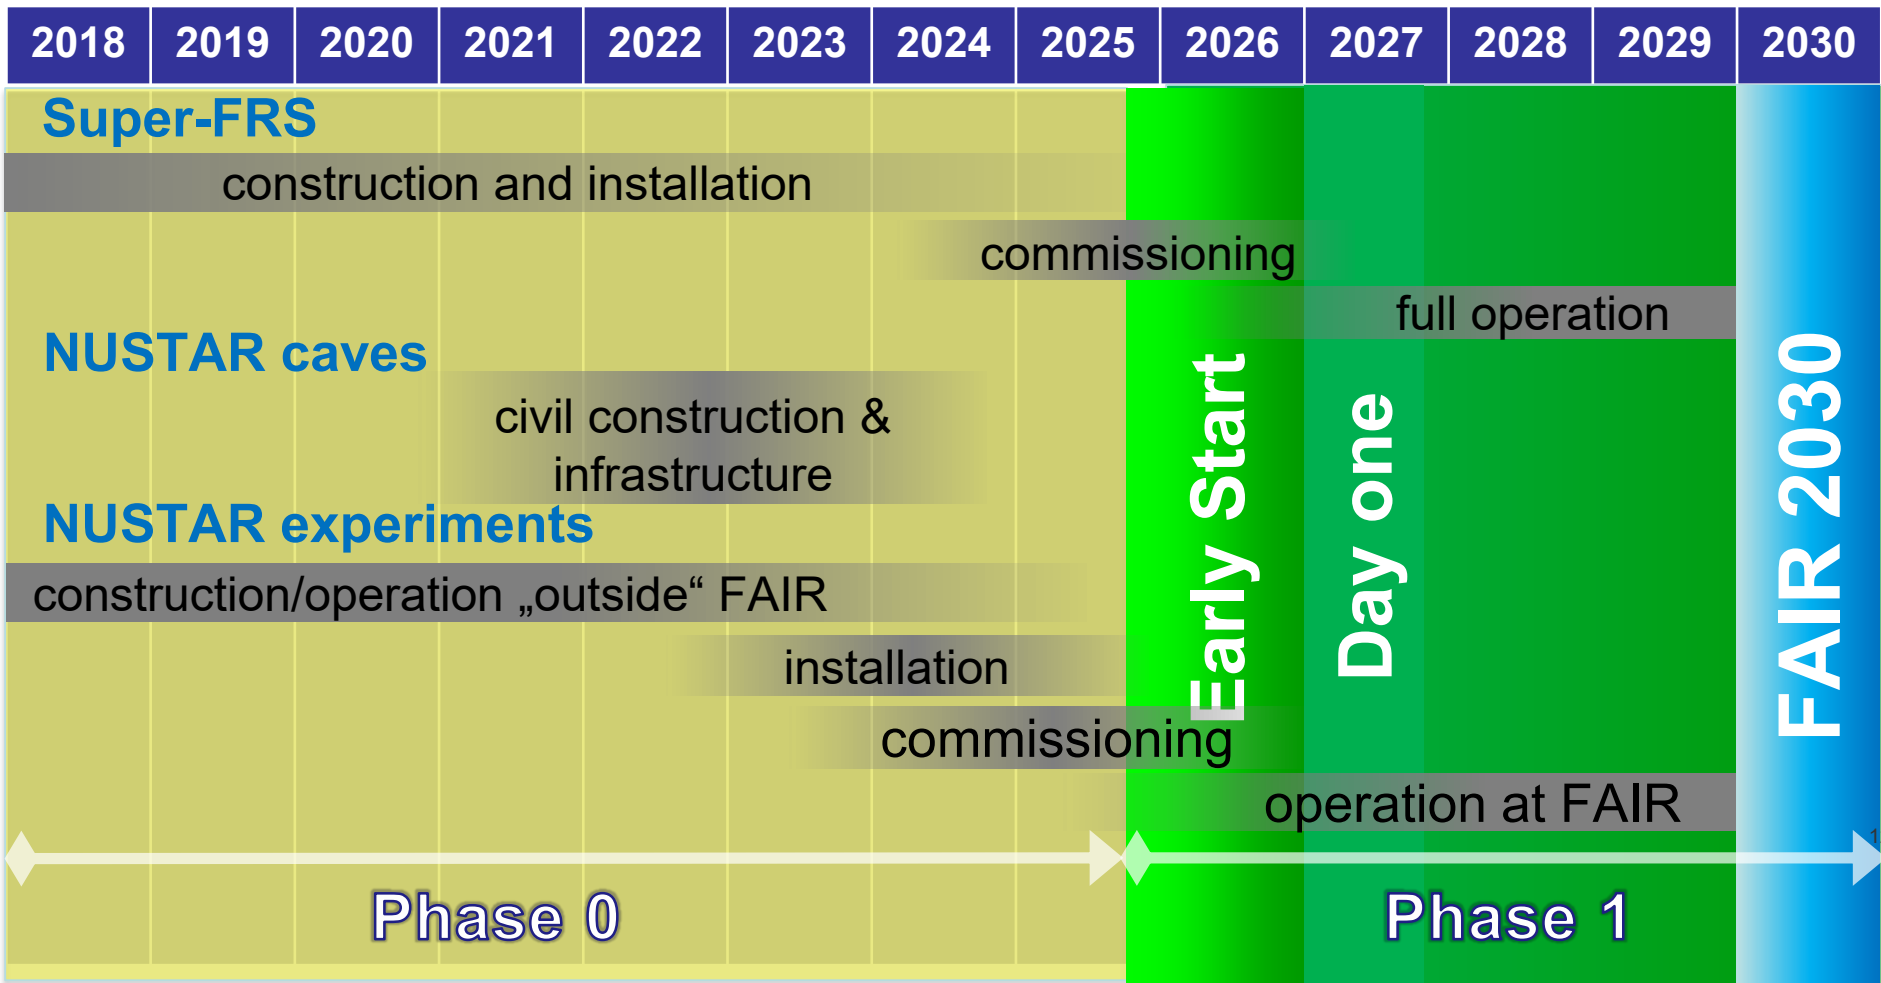 2018 2019 2020 2021 2022 2023 2024 2025 2026 2027 2028 2029 2030
Super-FRS
construction and installation
commissioning
full operation
NUSTAR caves
civil construction &
infrastructure
NUSTAR experiments
construction/operation „outside“ FAIR
installation
commissioning
operation at FAIR
Early Start
Day one
FAIR 2030
1
Phase 0
Phase 1